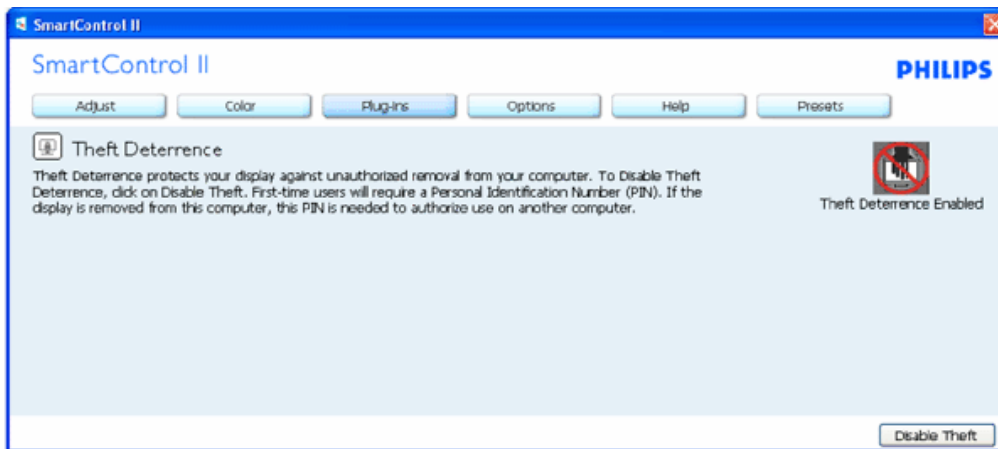 SmartControl II
SmartControl II
PHILIPS
Adjust
Color
Plug-Ins
Options
Help
Presets
Theft Deterrence
Theft Deterrence protects your display against unauthorized removal from your computer. To Disable Theft
Deterrence, click on Disable Theft. First-time users will require a Personal Identification Number (PIN). If the
display is removed from this computer, this PIN is needed to authorize use on another computer.
Theft Deterrence Enabled
Disable Theft